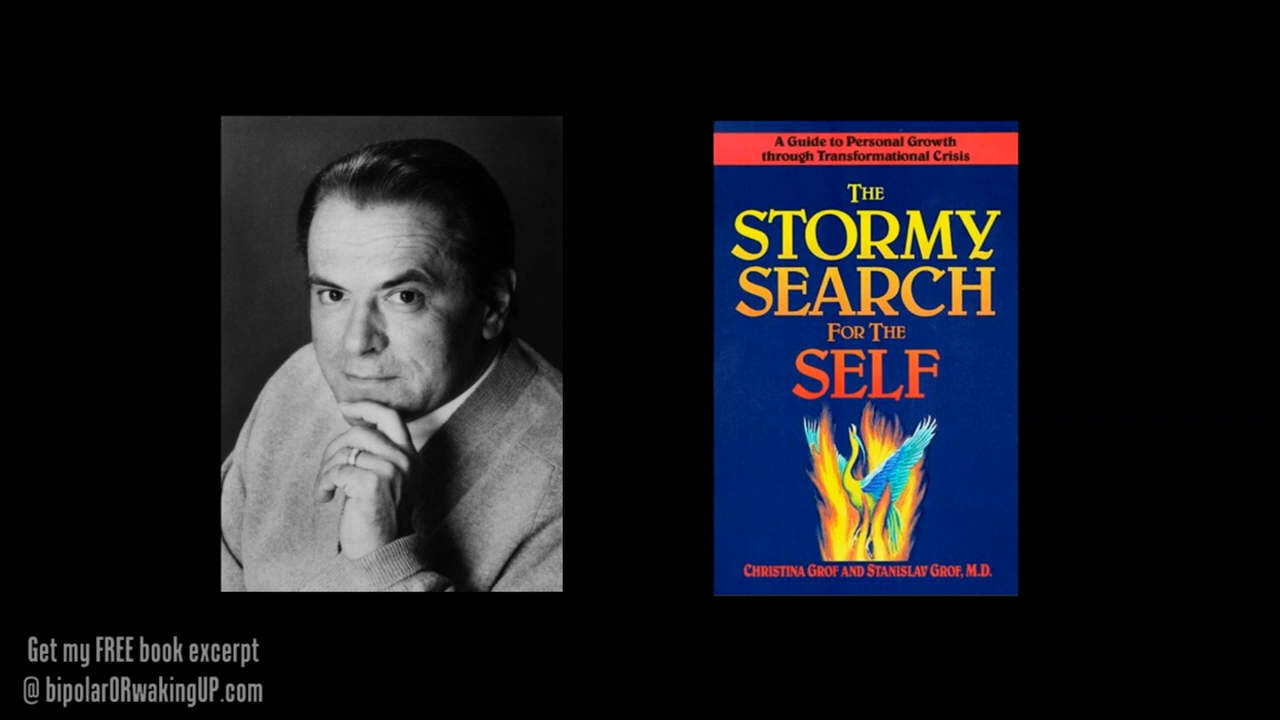 A Guide to Personal Growth
through Transformational Crisis
THE
STORMY
SEARCH
FOR THE
SELF
CHRISTINA GROF AND STANISLAV GROF, M.D.
Get my FREE book excerpt
@ bipolarORwakingUP.com